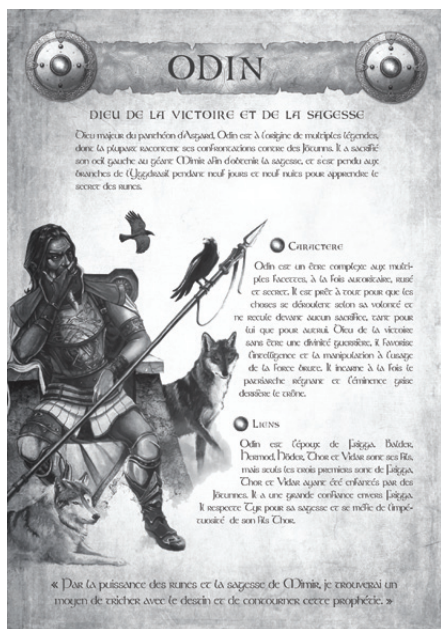 ODIN
DIEU DE LA VICTOIRE ET DE LA SAGESSE
Dieu majeur du panthéon d'Asgard, Odin est à l'origine de multiples légendes,
dont la plupart racontent ses confrontations contre des Jötunns. Il a sacrifié
son oeil gauche au géant Mimir afin d'obtenir la sagesse, et s'est pendu aux
branches de l'Yggdrasil pendant neuf jours et neuf nuits pour apprendre le
secret des runes.
CARACTÈRE
Odin est un être complexe aux multi-
ples facettes, à la fois autoritaire, rusé
et secret. Il est prêt à tout pour que les
choses se déroulent selon sa volonté et
ne recule devant aucun sacrifice, tant pour
lui que pour autrui. Dieu de la victoire
sans être une divinité guerrière, il favorise
l'intelligence et la manipulation à l'usage
de la force brute. Il incarne à la fois le
patriarche régnant et l'éminence grise
derrière le trône.
LIENS
Odin est l'époux de Frigga. Balder,
Hermod, Höder, Thor et Vidar sont ses fils,
mais seuls les trois premiers sont de Frigga,
Thor et Vidar ayant été enfantés par des
Jötunnes. Il a une grande confiance envers Frigga.
Il respecte Tyr pour sa sagesse et se méfie de l'impé-
tuosité de son fils Thor.
« Par la puissance des runes et la sagesse de Mimir, je trouverai un
moyen de tricher avec le destin et de contourner cette prophétie. »